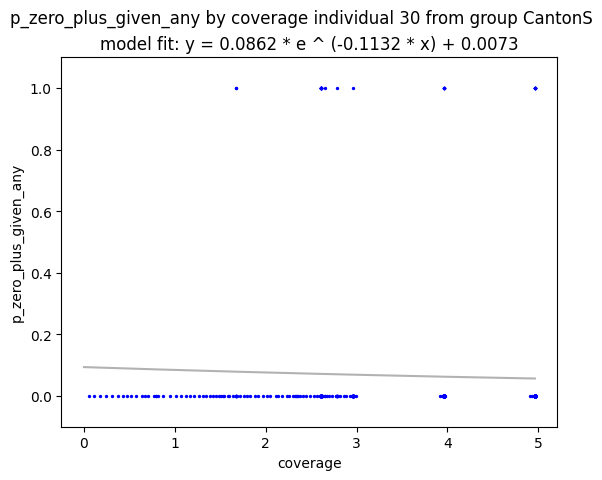 p_zero_plus_given_any by coverage individual 30 from group CantonS
model fit: y = 0.0862 * e ^ (-0.1132 * x) + 0.0073
1.0
0.8
0.6
0.4
0.2
0.0
p_zero_plus_given_any
0 1 2 3 4 5
coverage